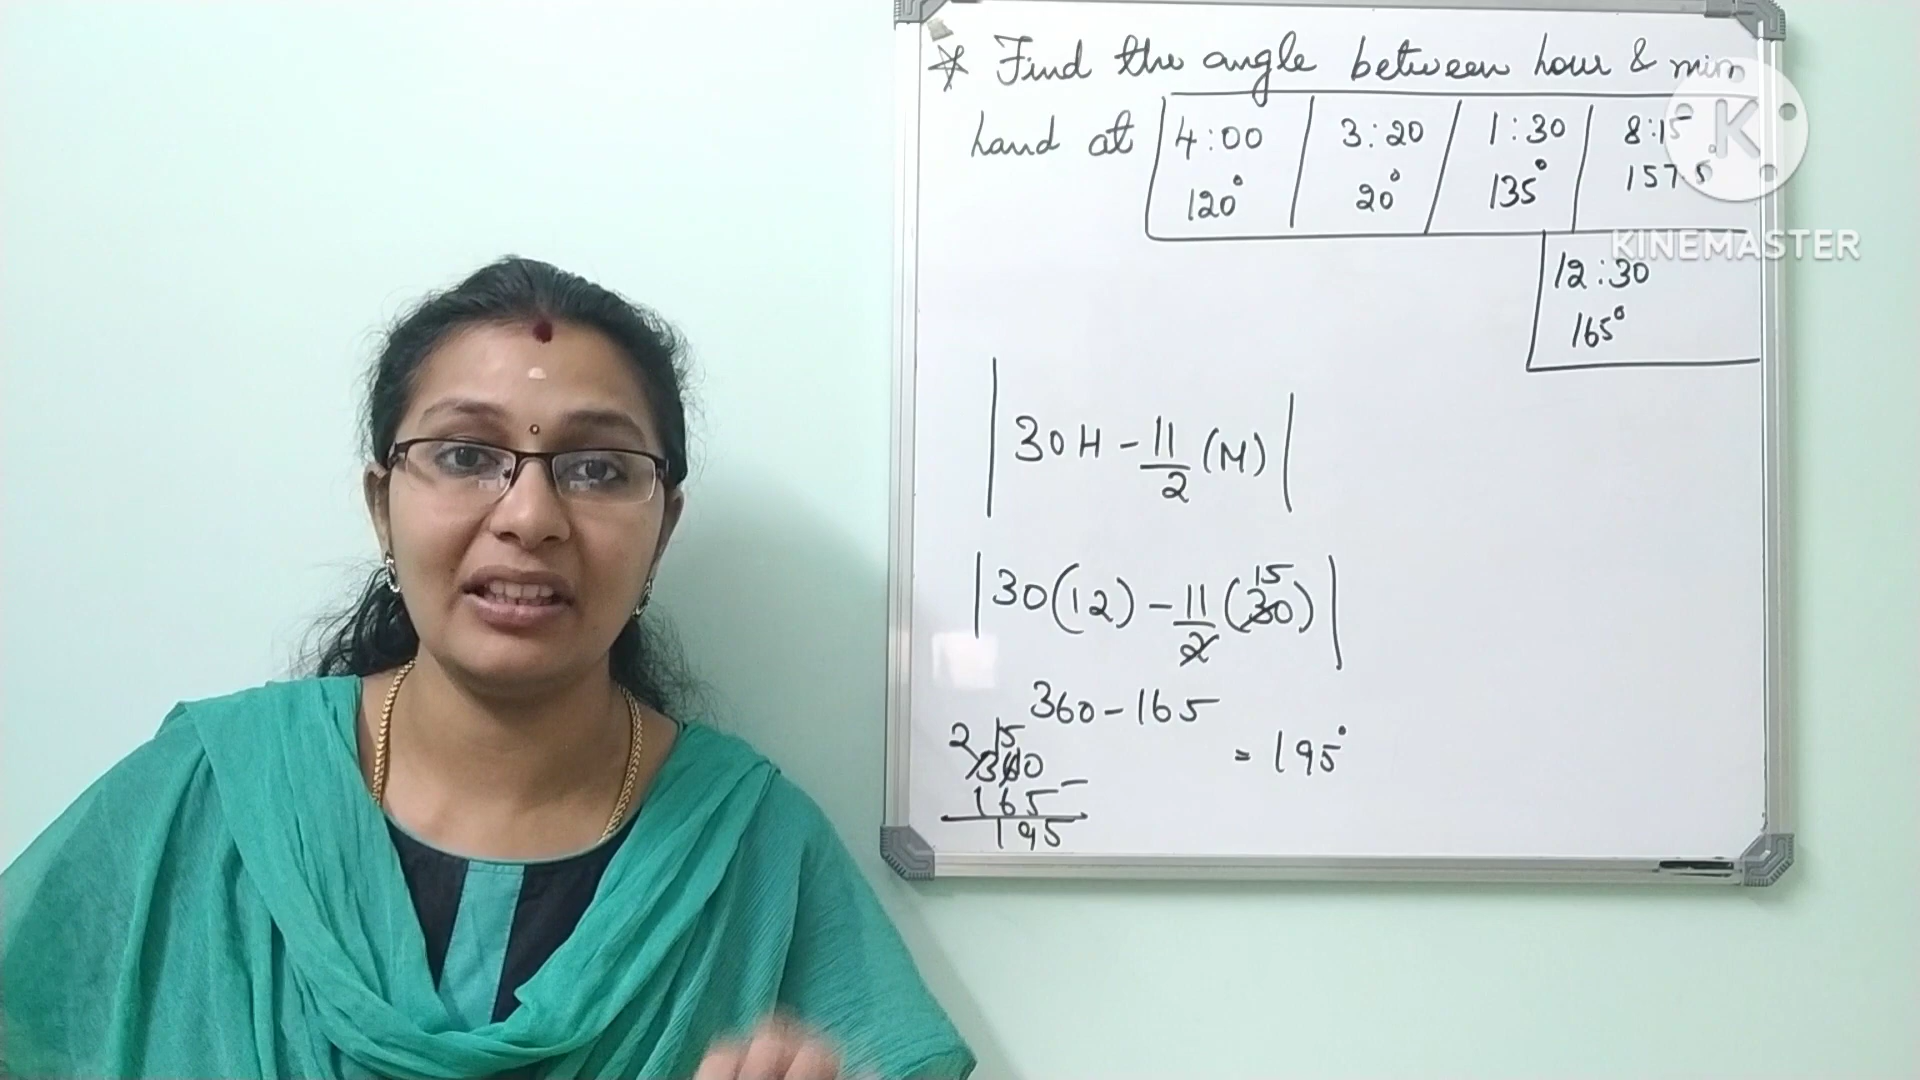 * Find the angle between hour & min
hand at 4:00 3:20 1:30 8:15
120° 20° 135° 157.5°
K
KINEMASTER
12:30
165°
|30H - 11/2 (M)|
|30(12) - 11/2 (30)| 15
360 - 165
2 15
360
165 -
195
= 195°